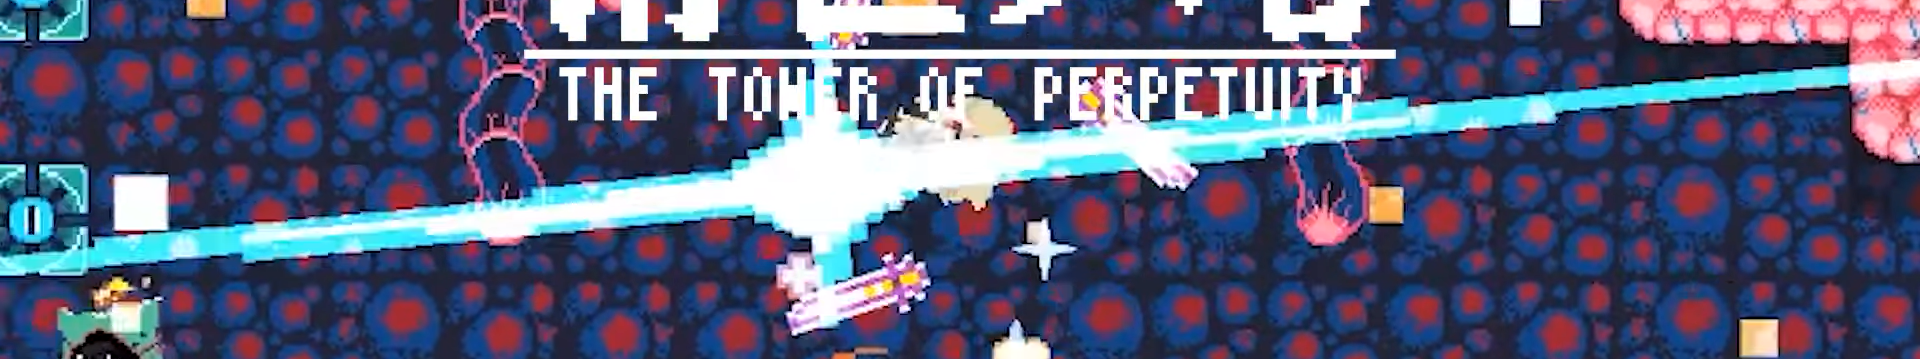 THE TOWER OF PERPETUITY